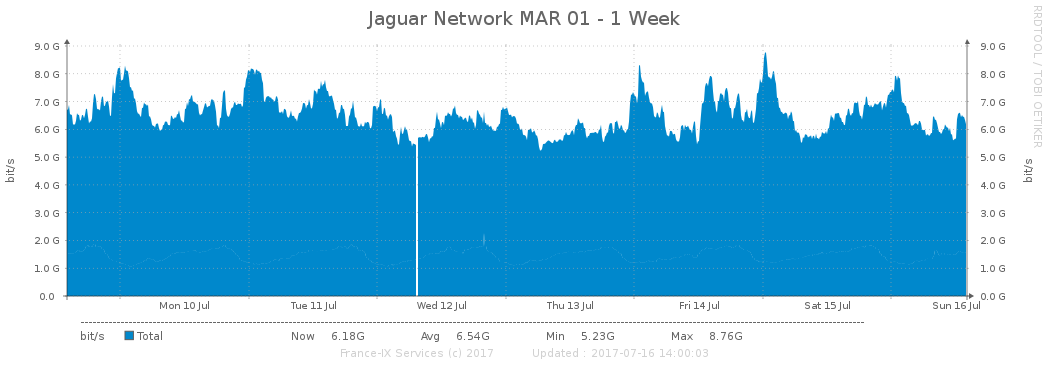 Jaguar Network MAR 01 - 1 Week
RRDTOOL / TOBI OETIKER
9.0 G 9.0 G
8.0 G 8.0 G
7.0 G 7.0 G
6.0 G 6.0 G
5.0 G 5.0 G
4.0 G 4.0 G
3.0 G 3.0 G
2.0 G 2.0 G
1.0 G 1.0 G
0.0 0.0 G
bit/s bit/s
Mon 10 Jul Tue 11 Jul Wed 12 Jul Thu 13 Jul Fri 14 Jul Sat 15 Jul Sun 16 Jul
bit/s Total Now 6.18G Avg 6.54G Min 5.23G Max 8.76G
France-IX Services (c) 2017 Updated : 2017-07-16 14:00:03